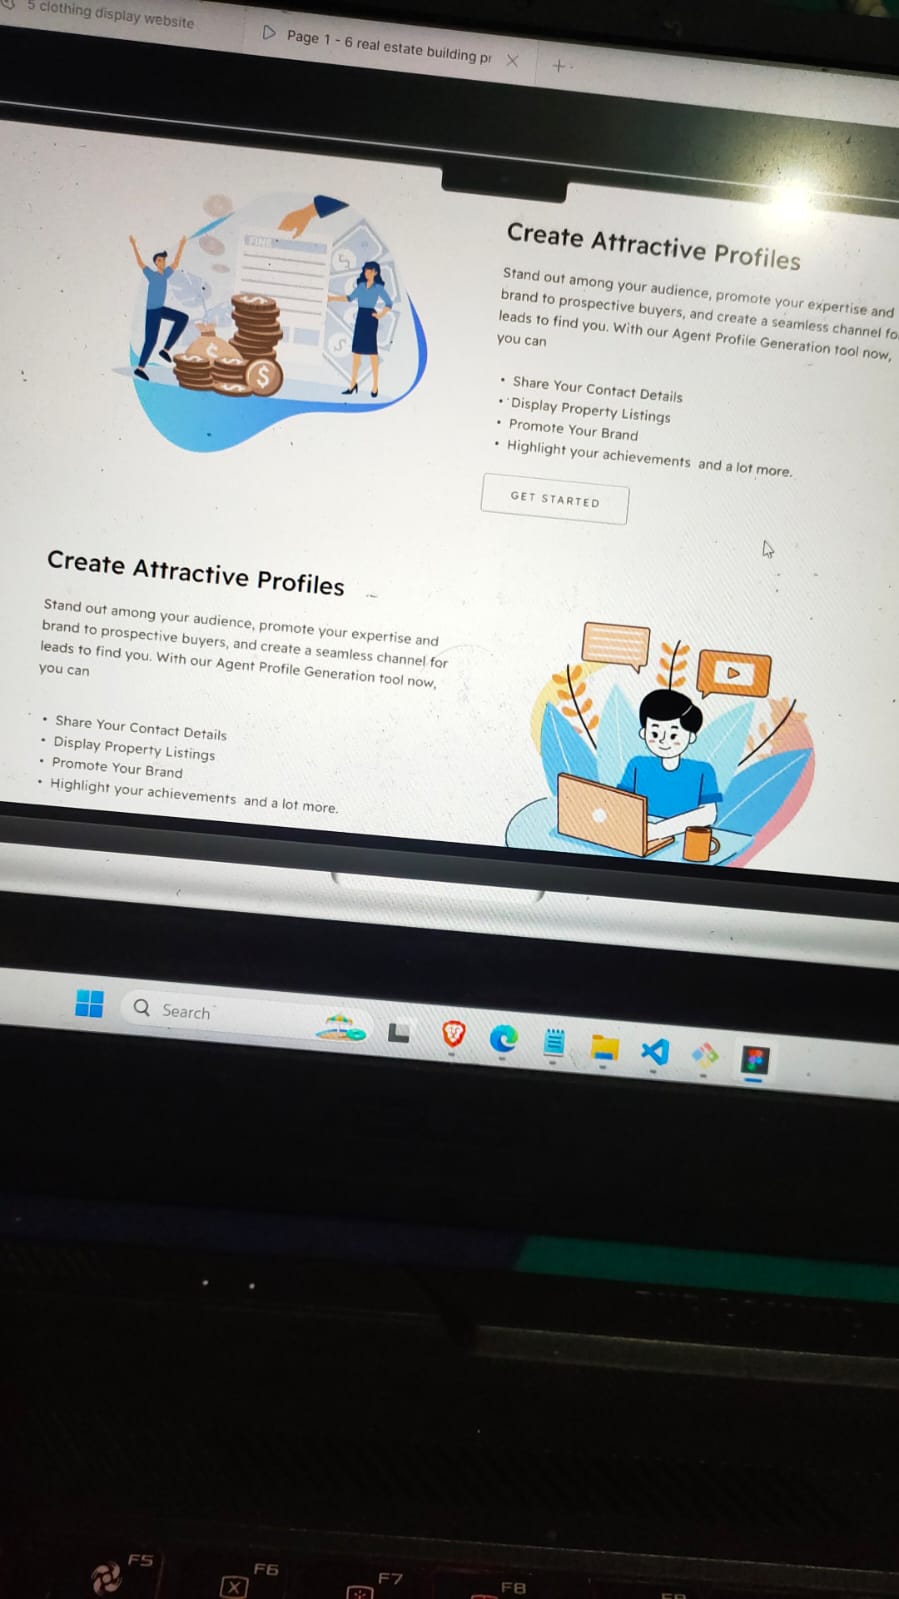 5 clothing display website
Page 1 - 6 real estate building pr
FINE
Create Attractive Profiles
Stand out among your audience, promote your expertise and
brand to prospective buyers, and create a seamless channel fo
leads to find you. With our Agent Profile Generation tool now,
you can
• Share Your Contact Details
• Display Property Listings
• Promote Your Brand
• Highlight your achievements and a lot more.
GET STARTED
Create Attractive Profiles
Stand out among your audience, promote your expertise and
brand to prospective buyers, and create a seamless channel for
leads to find you. With our Agent Profile Generation tool now,
you can
• Share Your Contact Details
• Display Property Listings
• Promote Your Brand
• Highlight your achievements and a lot more.
Search
F5
F6
F7
F8